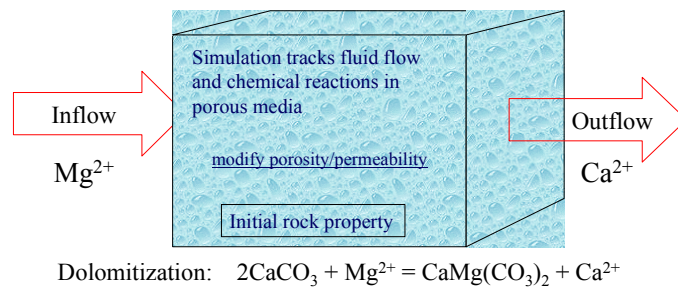 Simulation tracks fluid flow
and chemical reactions in
porous media
Inflow
Outflow
modify porosity/permeability
Mg²⁺
Ca²⁺
Initial rock property
Dolomitization: 2CaCO₃ + Mg²⁺ = CaMg(CO₃)₂ + Ca²⁺